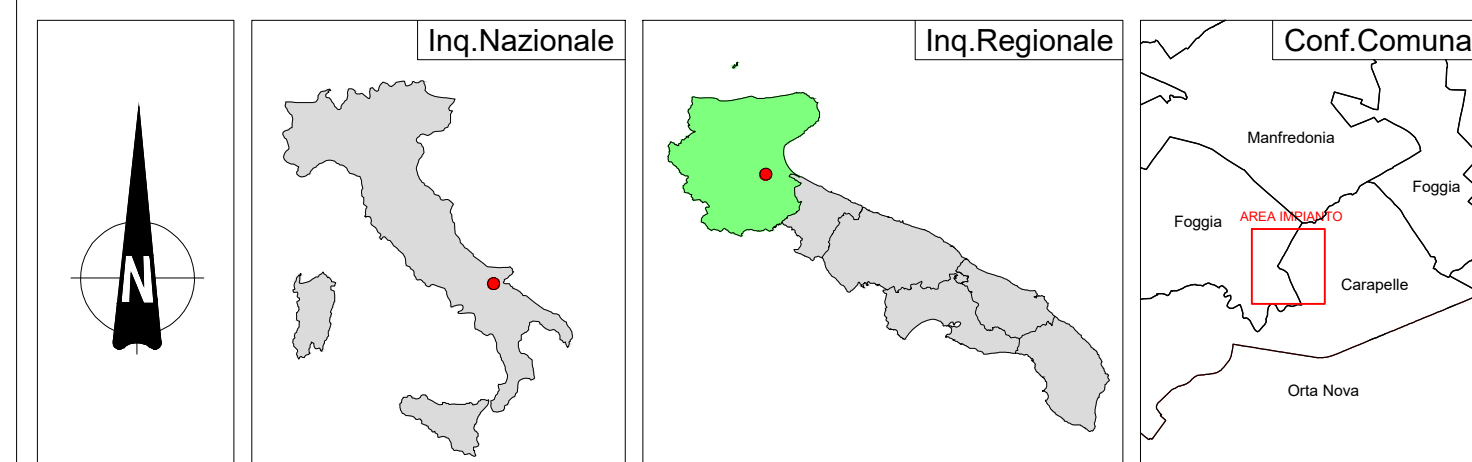 N
Inq.Nazionale
Inq.Regionale
Conf.Comuna
Manfredonia
Foggia
Foggia
AREA IMPIANTO
Carapelle
Orta Nova